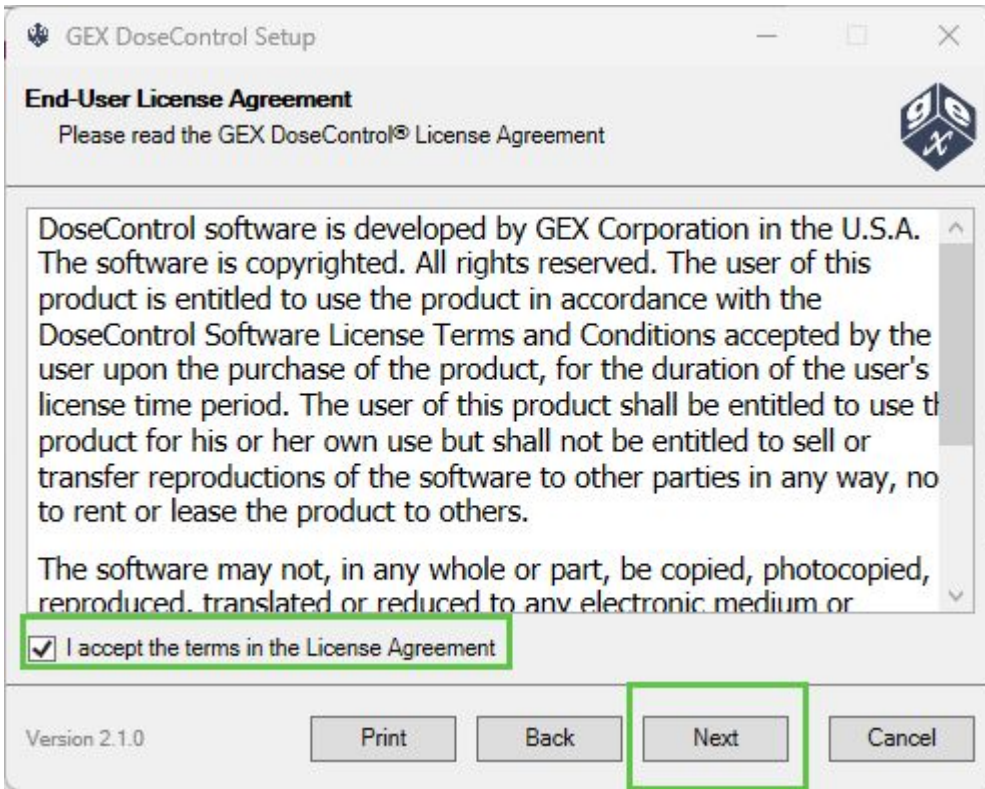 GEX DoseControl Setup
End-User License Agreement
Please read the GEX DoseControl® License Agreement
gex
DoseControl software is developed by GEX Corporation in the U.S.A.
The software is copyrighted. All rights reserved. The user of this
product is entitled to use the product in accordance with the
DoseControl Software License Terms and Conditions accepted by the
user upon the purchase of the product, for the duration of the user's
license time period. The user of this product shall be entitled to use th
product for his or her own use but shall not be entitled to sell or
transfer reproductions of the software to other parties in any way, no
to rent or lease the product to others.
The software may not, in any whole or part, be copied, photocopied,
reproduced, translated or reduced to any electronic medium or
I accept the terms in the License Agreement
Version 2.1.0
Print
Back
Next
Cancel